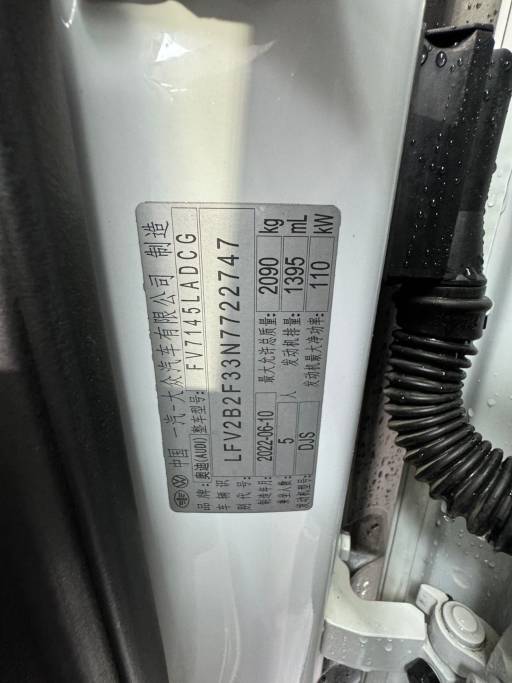 中国 一汽-大众汽车有限公司 制造
品牌:奥迪(AUDI) 整车型号: FV7145LADCG
车辆识别代号: LFV2B2F33N7722747
制造年月: 2022-06-10 最大允许总质量: 2090 kg
乘坐人数: 5 人 发动机排量: 1395 mL
发动机型号: DJS 发动机最大净功率: 110 kW